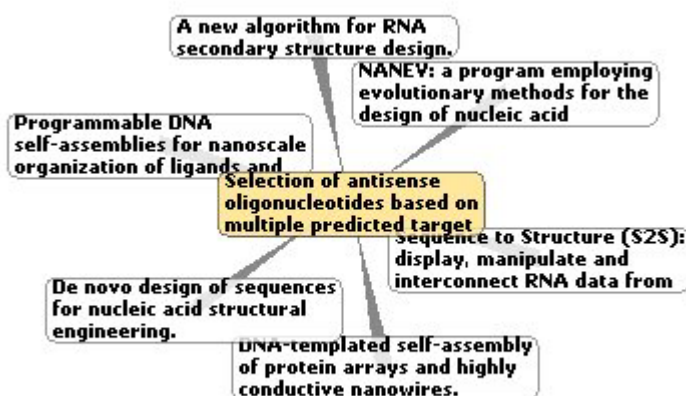 A new algorithm for RNA
secondary structure design.
NANEV: a program employing
evolutionary methods for the
design of nucleic acid
Programmable DNA
self-assemblies for nanoscale
organization of ligands and
Selection of antisense
oligonucleotides based on
multiple predicted target
Sequence to Structure (S2S):
display, manipulate and
interconnect RNA data from
De novo design of sequences
for nucleic acid structural
engineering.
DNA-templated self-assembly
of protein arrays and highly
conductive nanowires.